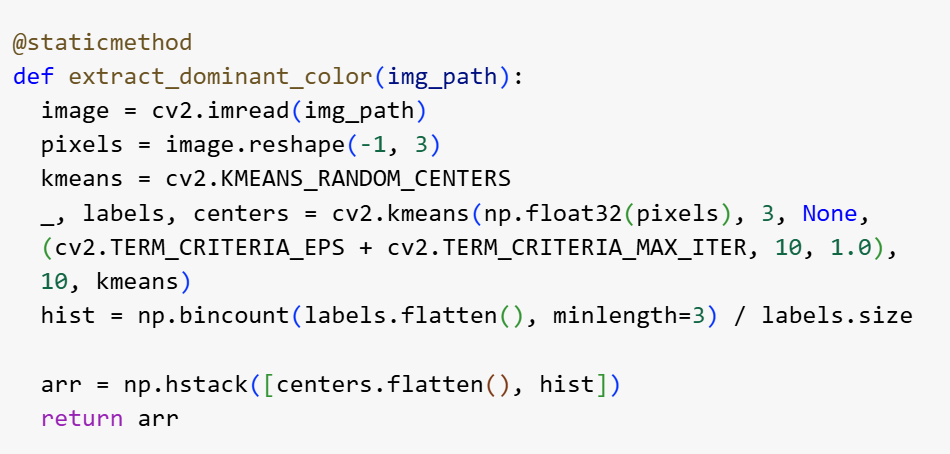 @staticmethod
def extract_dominant_color(img_path):
  image = cv2.imread(img_path)
  pixels = image.reshape(-1, 3)
  kmeans = cv2.KMEANS_RANDOM_CENTERS
  _, labels, centers = cv2.kmeans(np.float32(pixels), 3, None,
  (cv2.TERM_CRITERIA_EPS + cv2.TERM_CRITERIA_MAX_ITER, 10, 1.0),
  10, kmeans)
  hist = np.bincount(labels.flatten(), minlength=3) / labels.size

  arr = np.hstack([centers.flatten(), hist])
  return arr